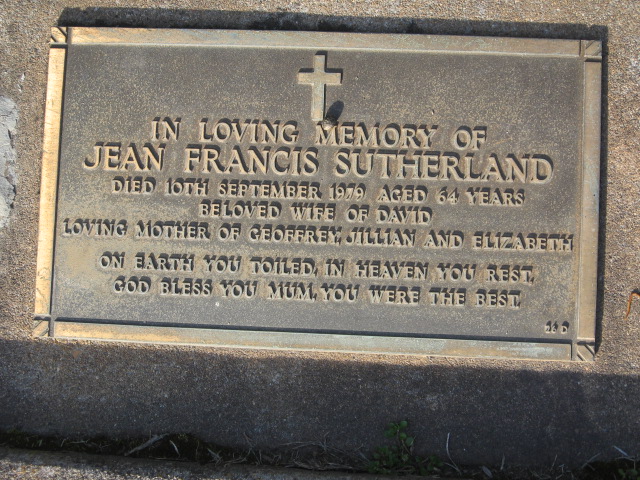 IN LOVING MEMORY OF
JEAN FRANCIS SUTHERLAND
DIED 10TH SEPTEMBER 1979 AGED 64 YEARS
BELOVED WIFE OF DAVID
LOVING MOTHER OF GEOFFREY, JILLIAN AND ELIZABETH
ON EARTH YOU TOILED, IN HEAVEN YOU REST,
GOD BLESS YOU MUM, YOU WERE THE BEST.